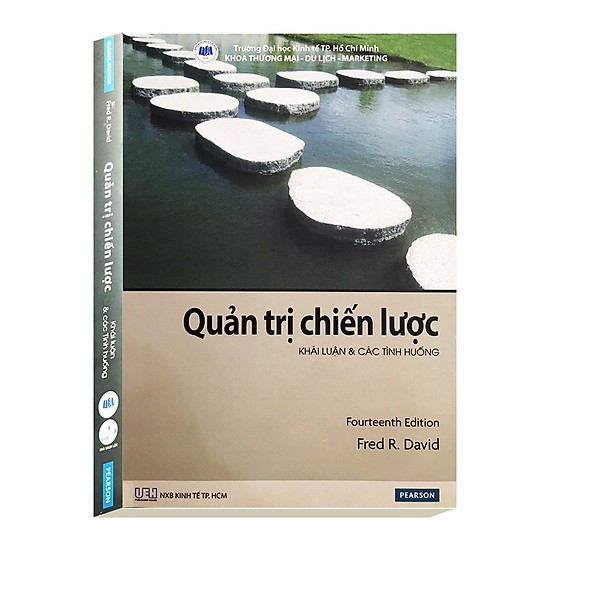 Trường Đại học Kinh tế TP. Hồ Chí Minh
KHOA THƯƠNG MẠI - DU LỊCH - MARKETING
Quản trị chiến lược
KHÁI LUẬN & CÁC TÌNH HUỐNG
Fourteenth Edition
Fred R. David
NXB KINH TẾ TP. HCM
PEARSON
Fred R. David
Quản trị chiến lược
Khái luận
& các Tình huống
PEARSON